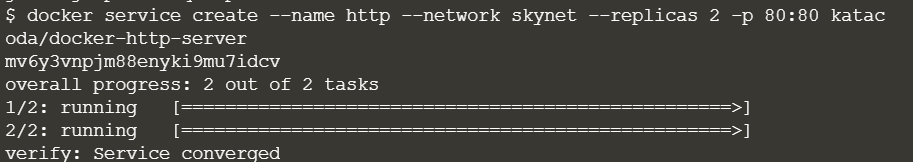 $ docker service create --name http --network skynet --replicas 2 -p 80:80 katac
oda/docker-http-server
mv6y3vnpjm88enyki9mu7idcv
overall progress: 2 out of 2 tasks
1/2: running   [==================================================>]
2/2: running   [==================================================>]
verify: Service converged